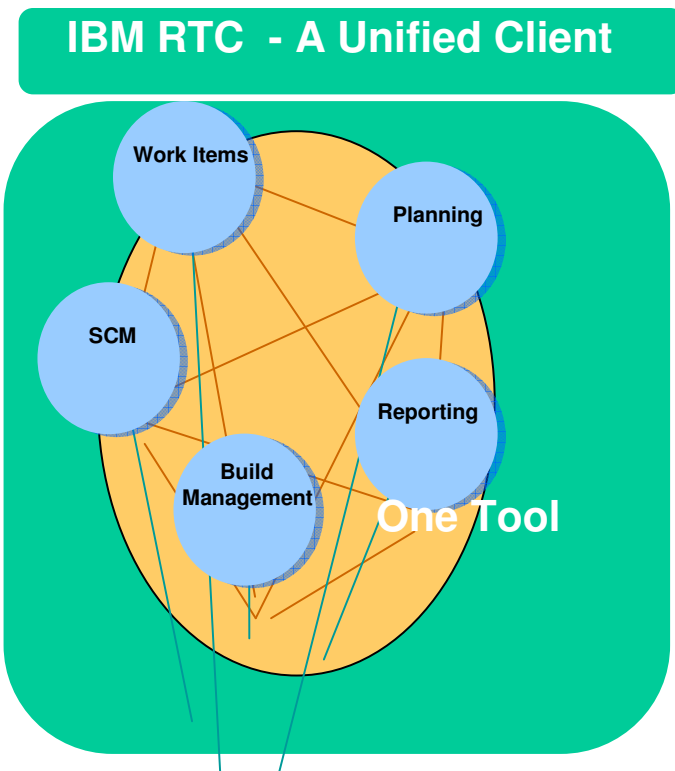 IBM RTC - A Unified Client
Work Items
Planning
SCM
Reporting
Build
Management
One Tool